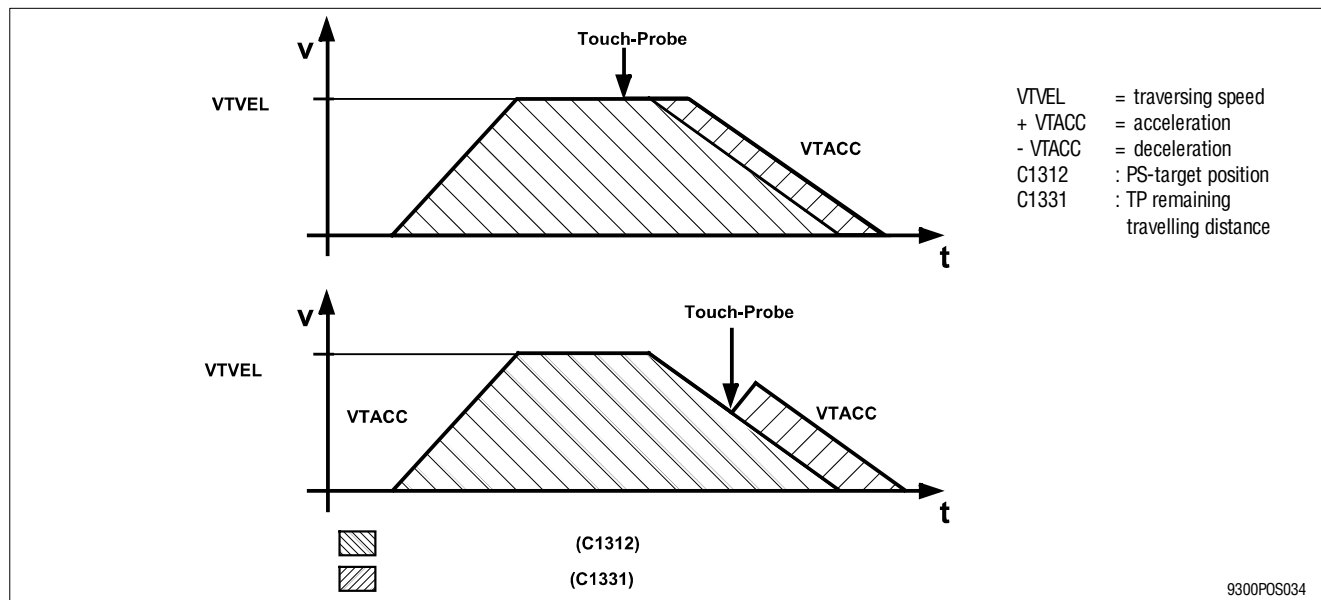 Touch-Probe
v
VTVEL
VTACC
t
VTVEL = traversing speed
+ VTACC = acceleration
- VTACC = deceleration
C1312 : PS-target position
C1331 : TP remaining
travelling distance
Touch-Probe
v
VTVEL
VTACC
VTACC
t
(C1312)
(C1331)
9300POS034